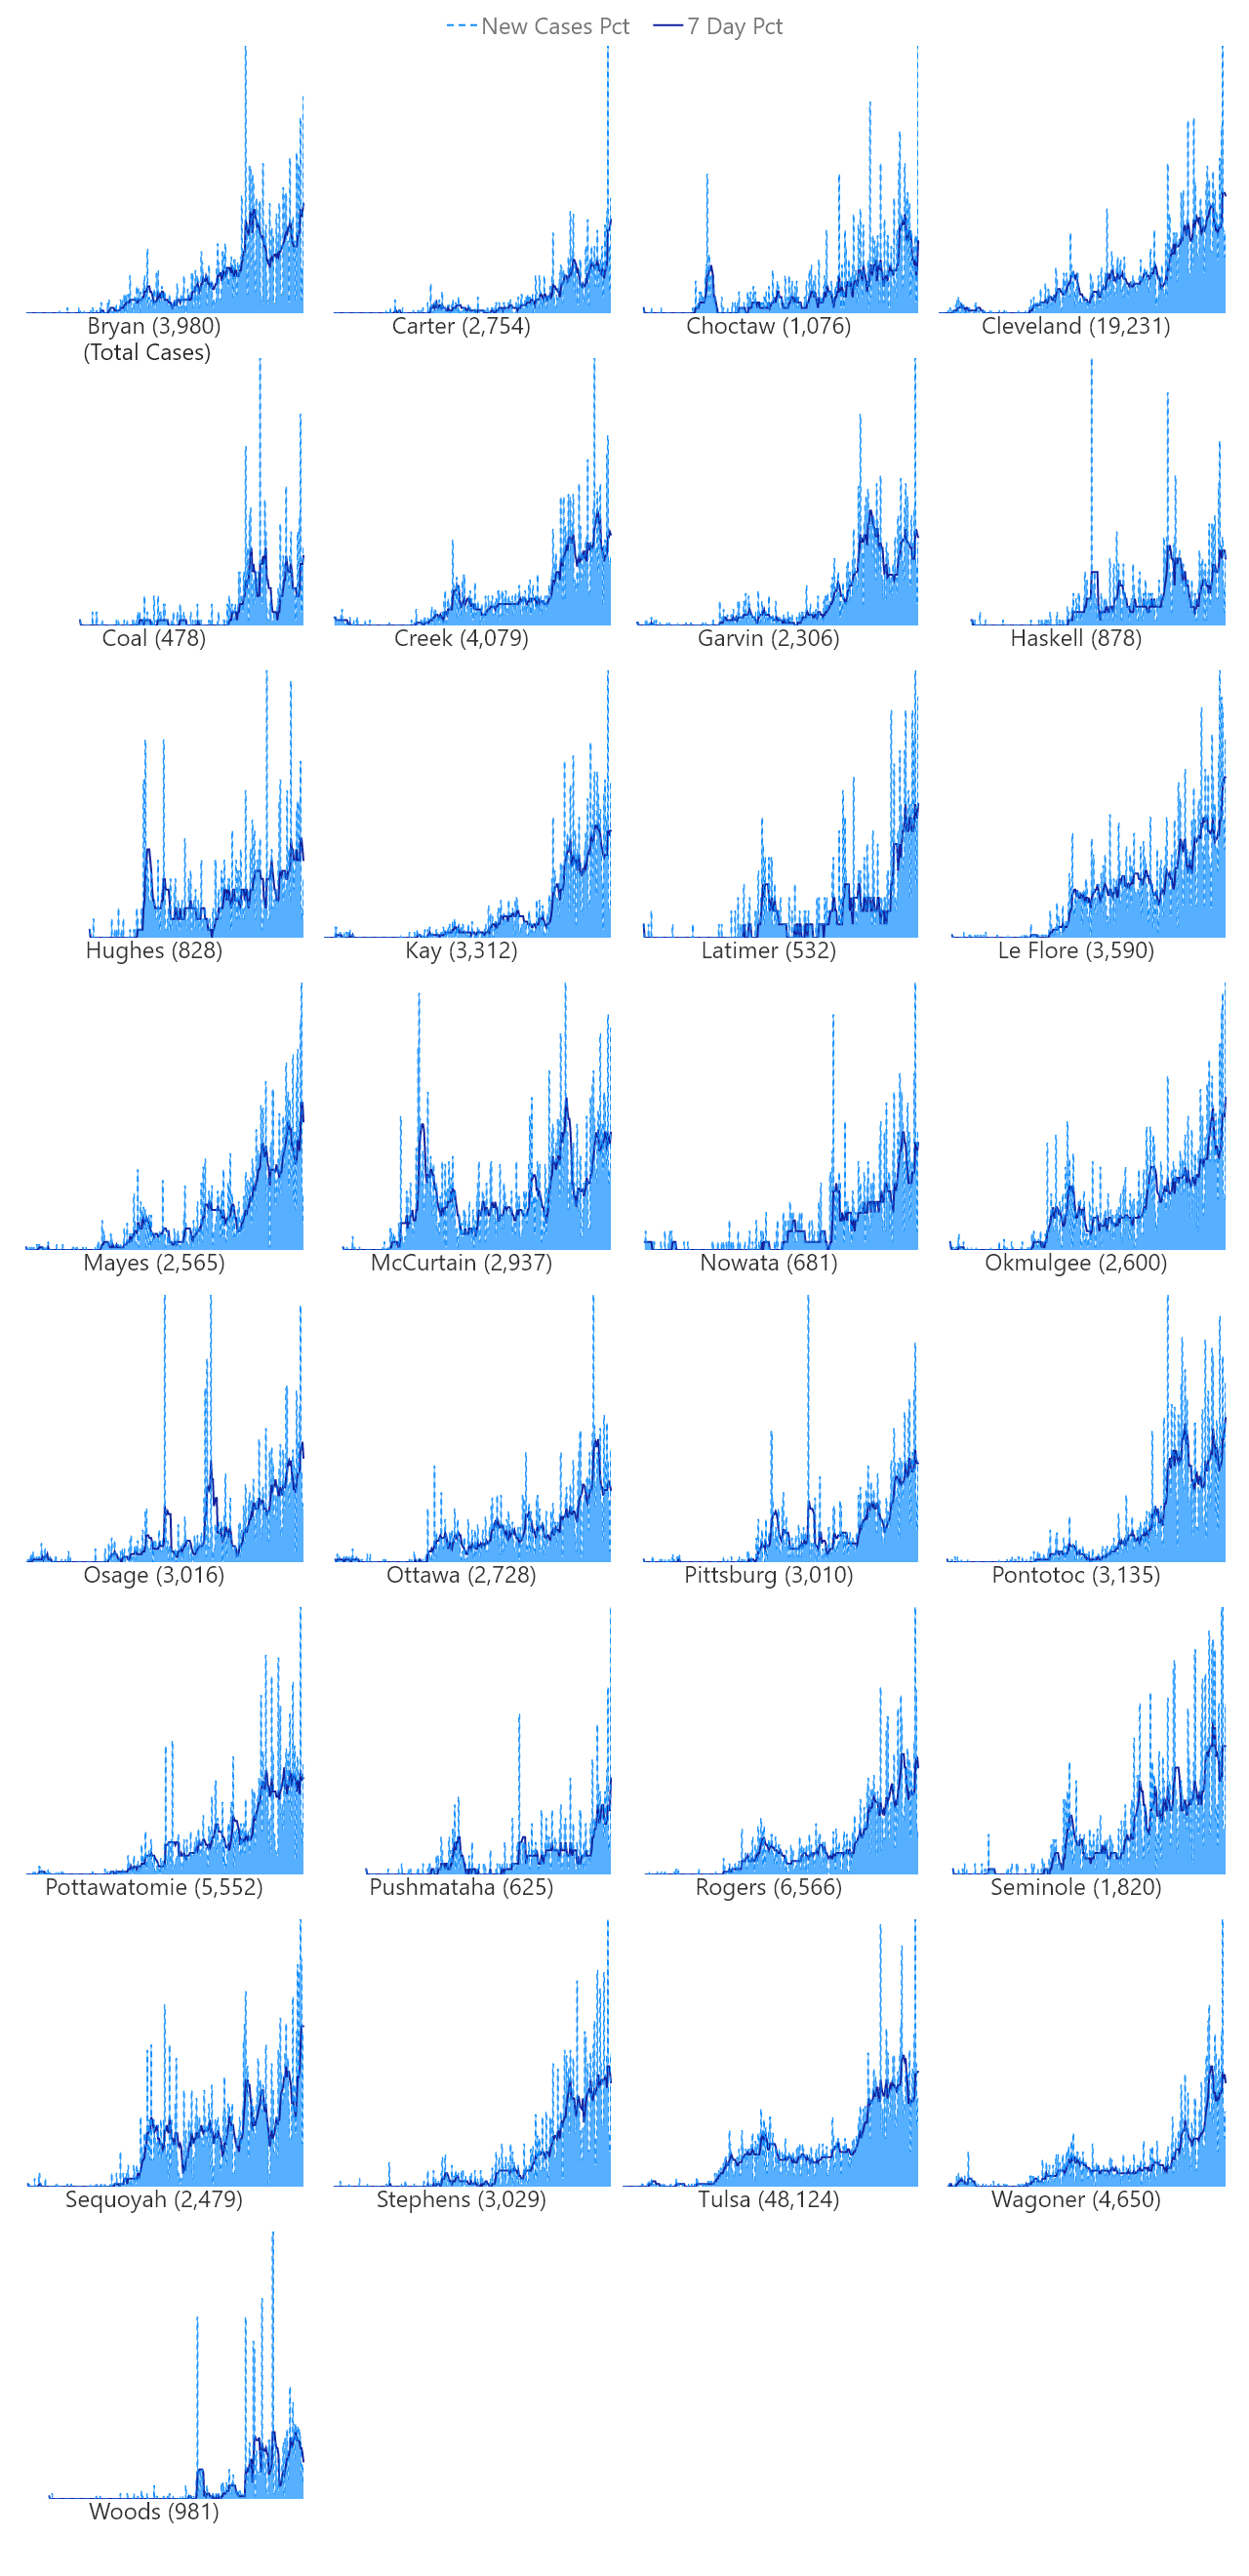 New Cases Pct 7 Day Pct
Bryan (3,980) Carter (2,754) Choctaw (1,076) Cleveland (19,231)
(Total Cases)
Coal (478) Creek (4,079) Garvin (2,306) Haskell (878)
Hughes (828) Kay (3,312) Latimer (532) Le Flore (3,590)
Mayes (2,565) McCurtain (2,937) Nowata (681) Okmulgee (2,600)
Osage (3,016) Ottawa (2,728) Pittsburg (3,010) Pontotoc (3,135)
Pottawatomie (5,552) Pushmataha (625) Rogers (6,566) Seminole (1,820)
Sequoyah (2,479) Stephens (3,029) Tulsa (48,124) Wagoner (4,650)
Woods (981)